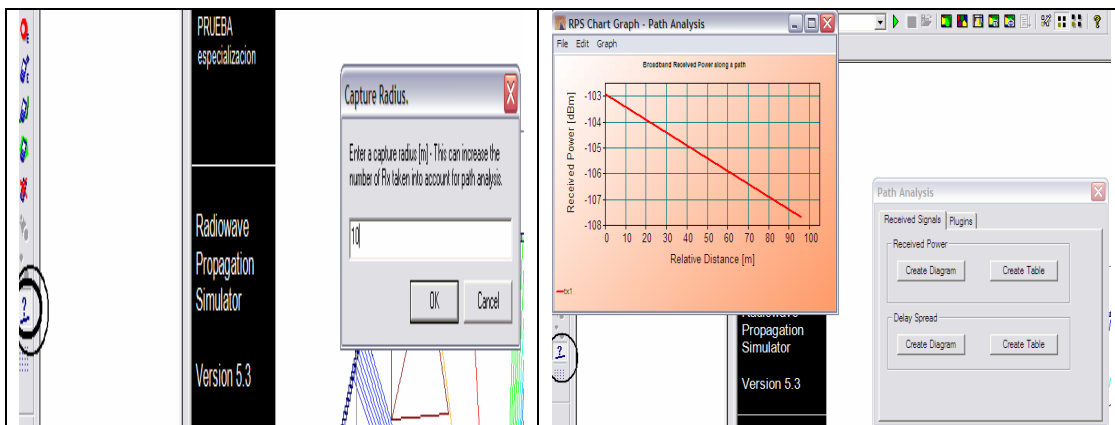 PRUEBA
especializacion
Capture Radius.
Enter a capture radius [m] - This can increase the
number of Rx taken into account for path analysis.
10
OK
Cancel
Radiowave
Propagation
Simulator
Version 5.3
RPS Chart Graph - Path Analysis
File Edit Graph
Broadband Received Power along a path
Received Power [dBm]
-103
-104
-105
-106
-107
-108
0 10 20 30 40 50 60 70 80 90 100
Relative Distance [m]
tx1
Propagation
Simulator
Version 5.3
Path Analysis
Received Signals Plugins
Received Power
Create Diagram Create Table
Delay Spread
Create Diagram Create Table